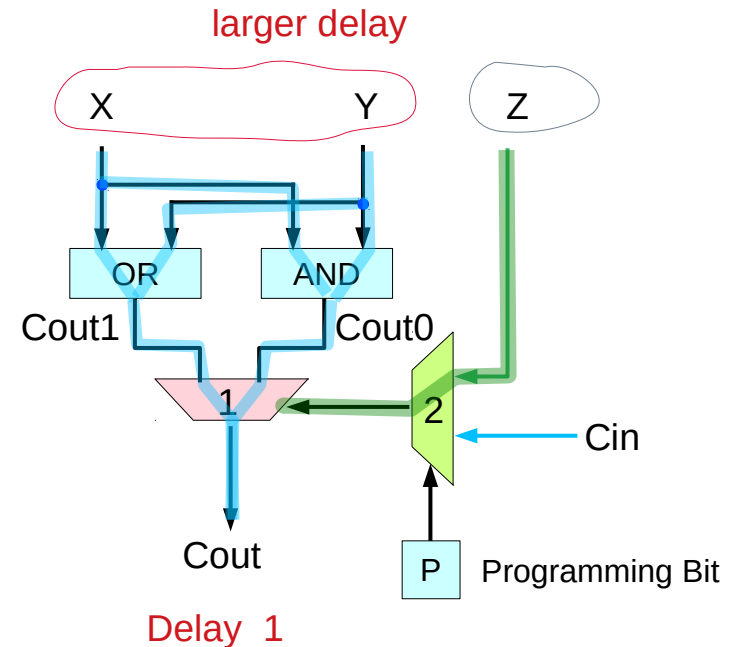 larger delay
X Y Z
OR AND
Cout1 Cout0
1 2
Cin
Cout
P Programming Bit
Delay 1